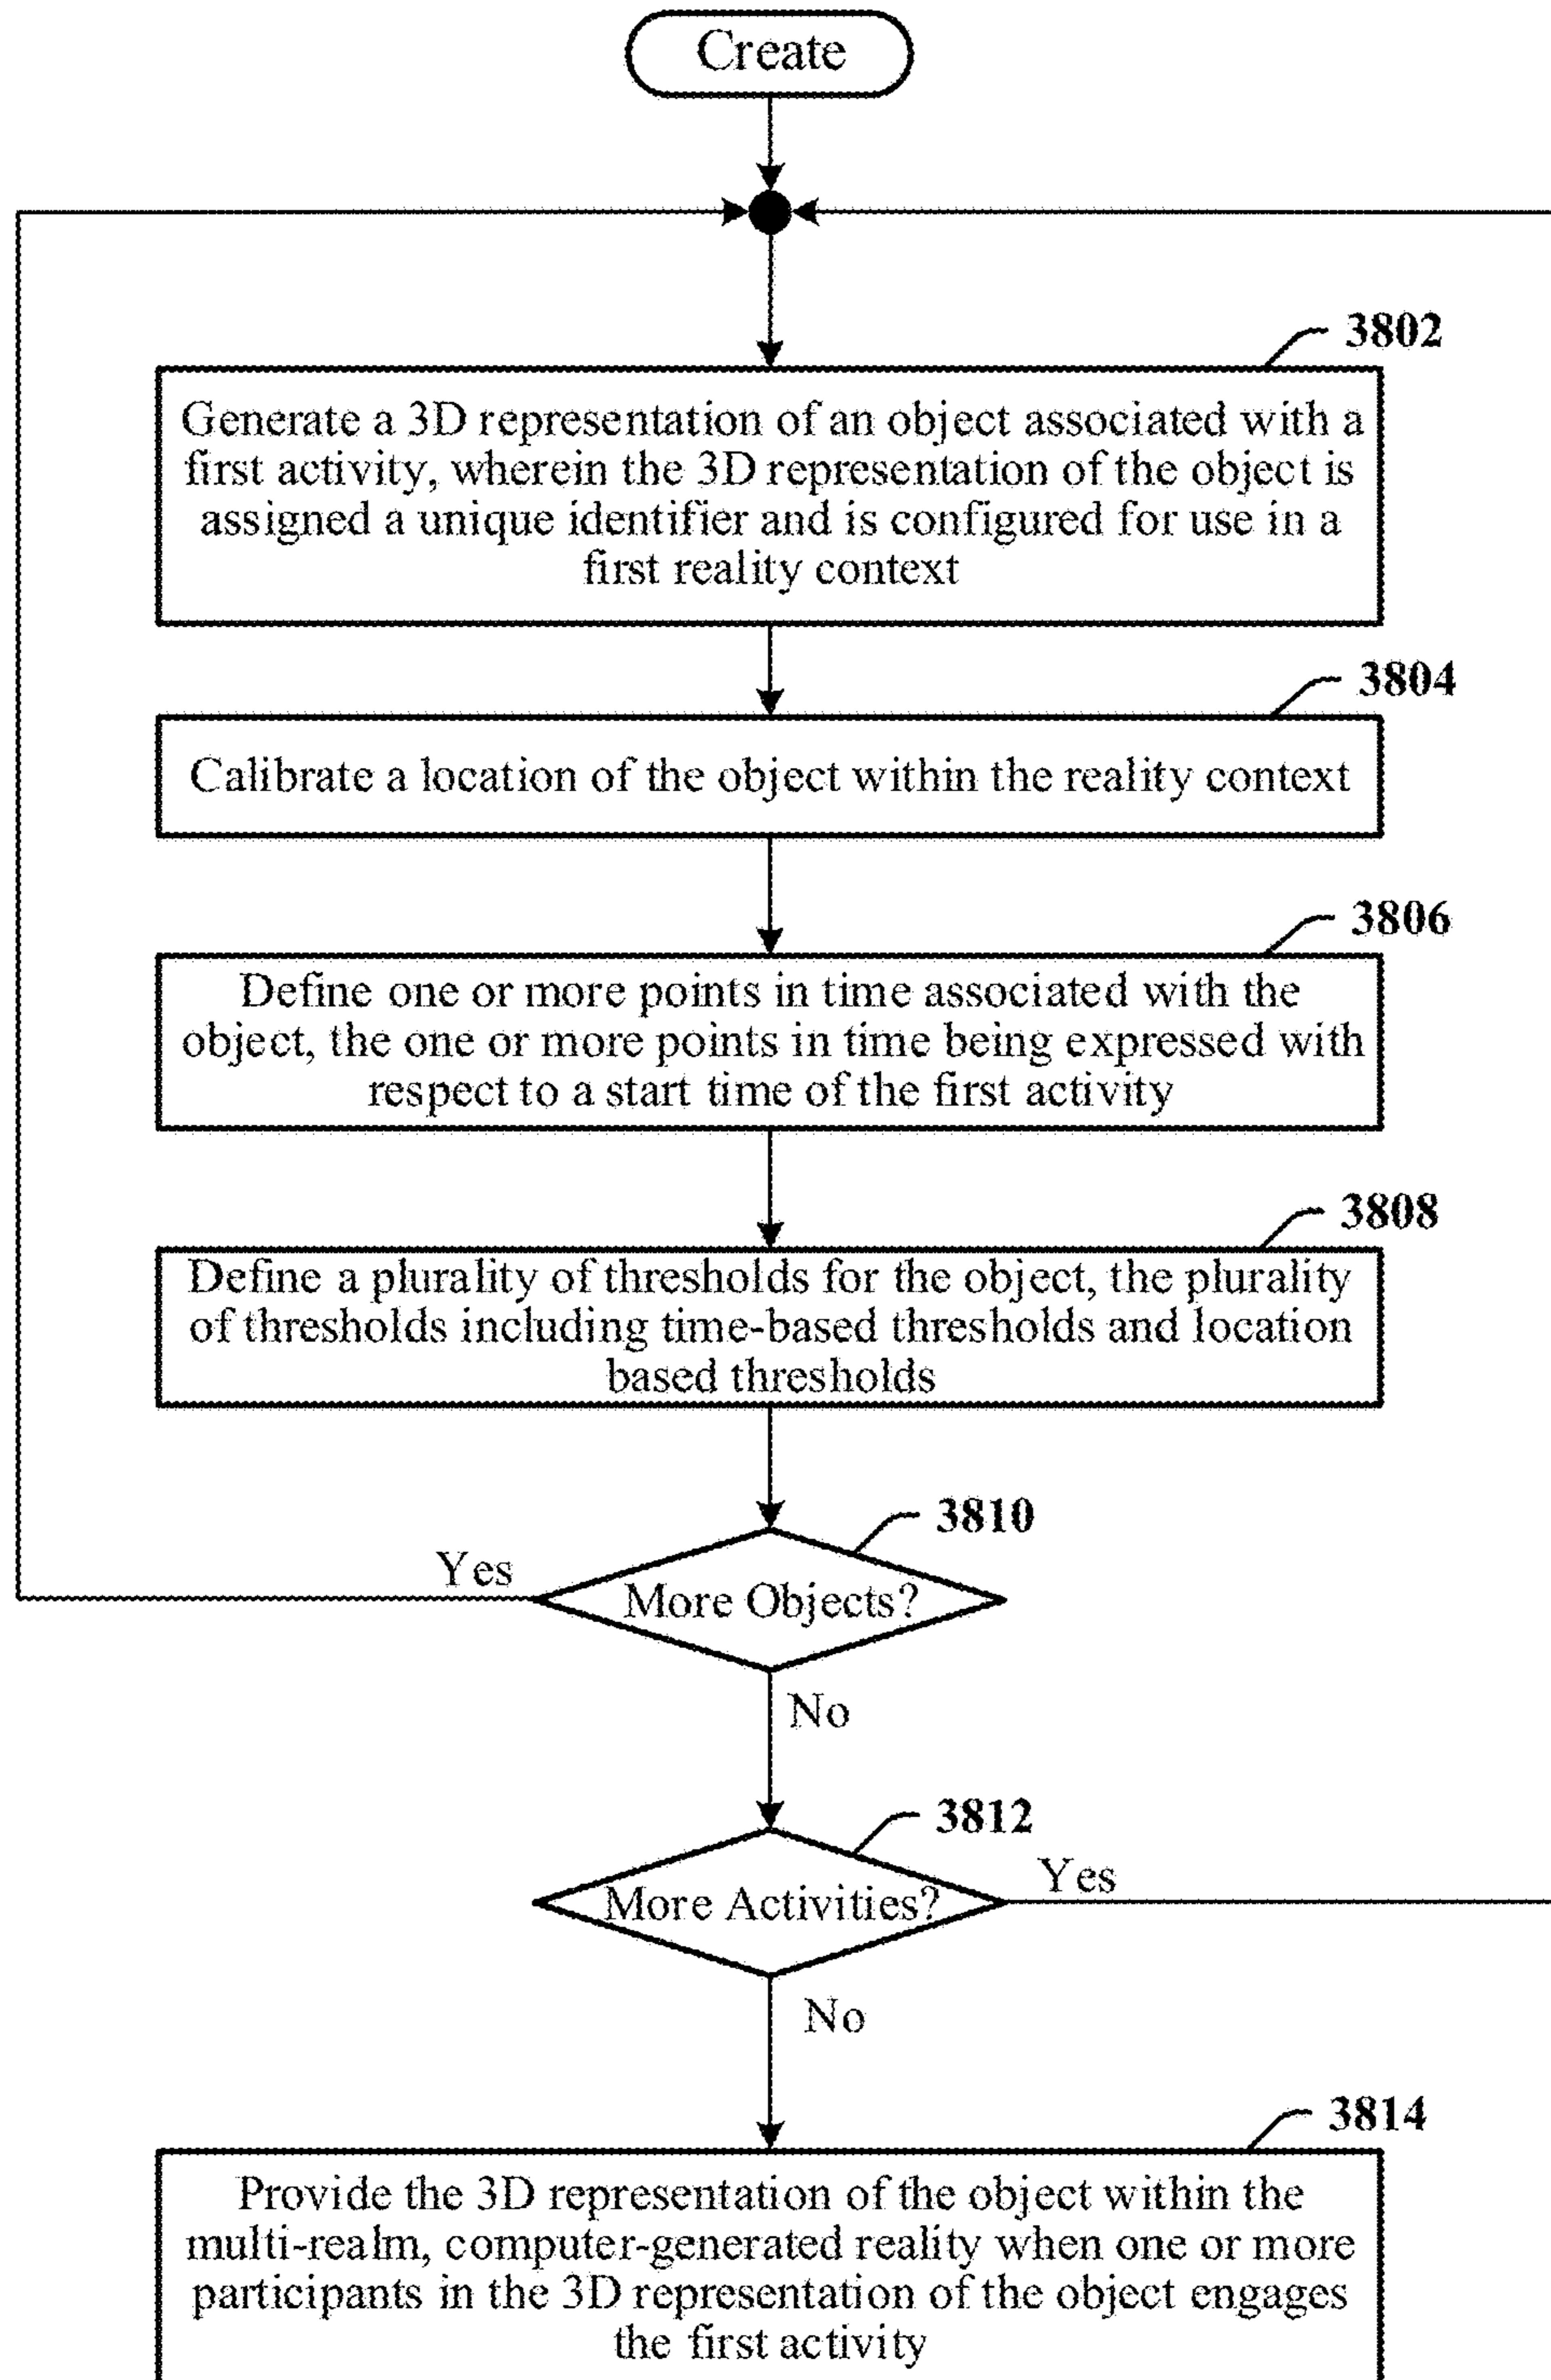 Create
3802
Generate a 3D representation of an object associated with a
first activity, wherein the 3D representation of the object is
assigned a unique identifier and is configured for use in a
first reality context
3804
Calibrate a location of the object within the reality context
3806
Define one or more points in time associated with the
object, the one or more points in time being expressed with
respect to a start time of the first activity
3808
Define a plurality of thresholds for the object, the plurality
of thresholds including time-based thresholds and location
based thresholds
3810
Yes
More Objects?
No
3812
Yes
More Activities?
No
3814
Provide the 3D representation of the object within the
multi-realm, computer-generated reality when one or more
participants in the 3D representation of the object engages
the first activity